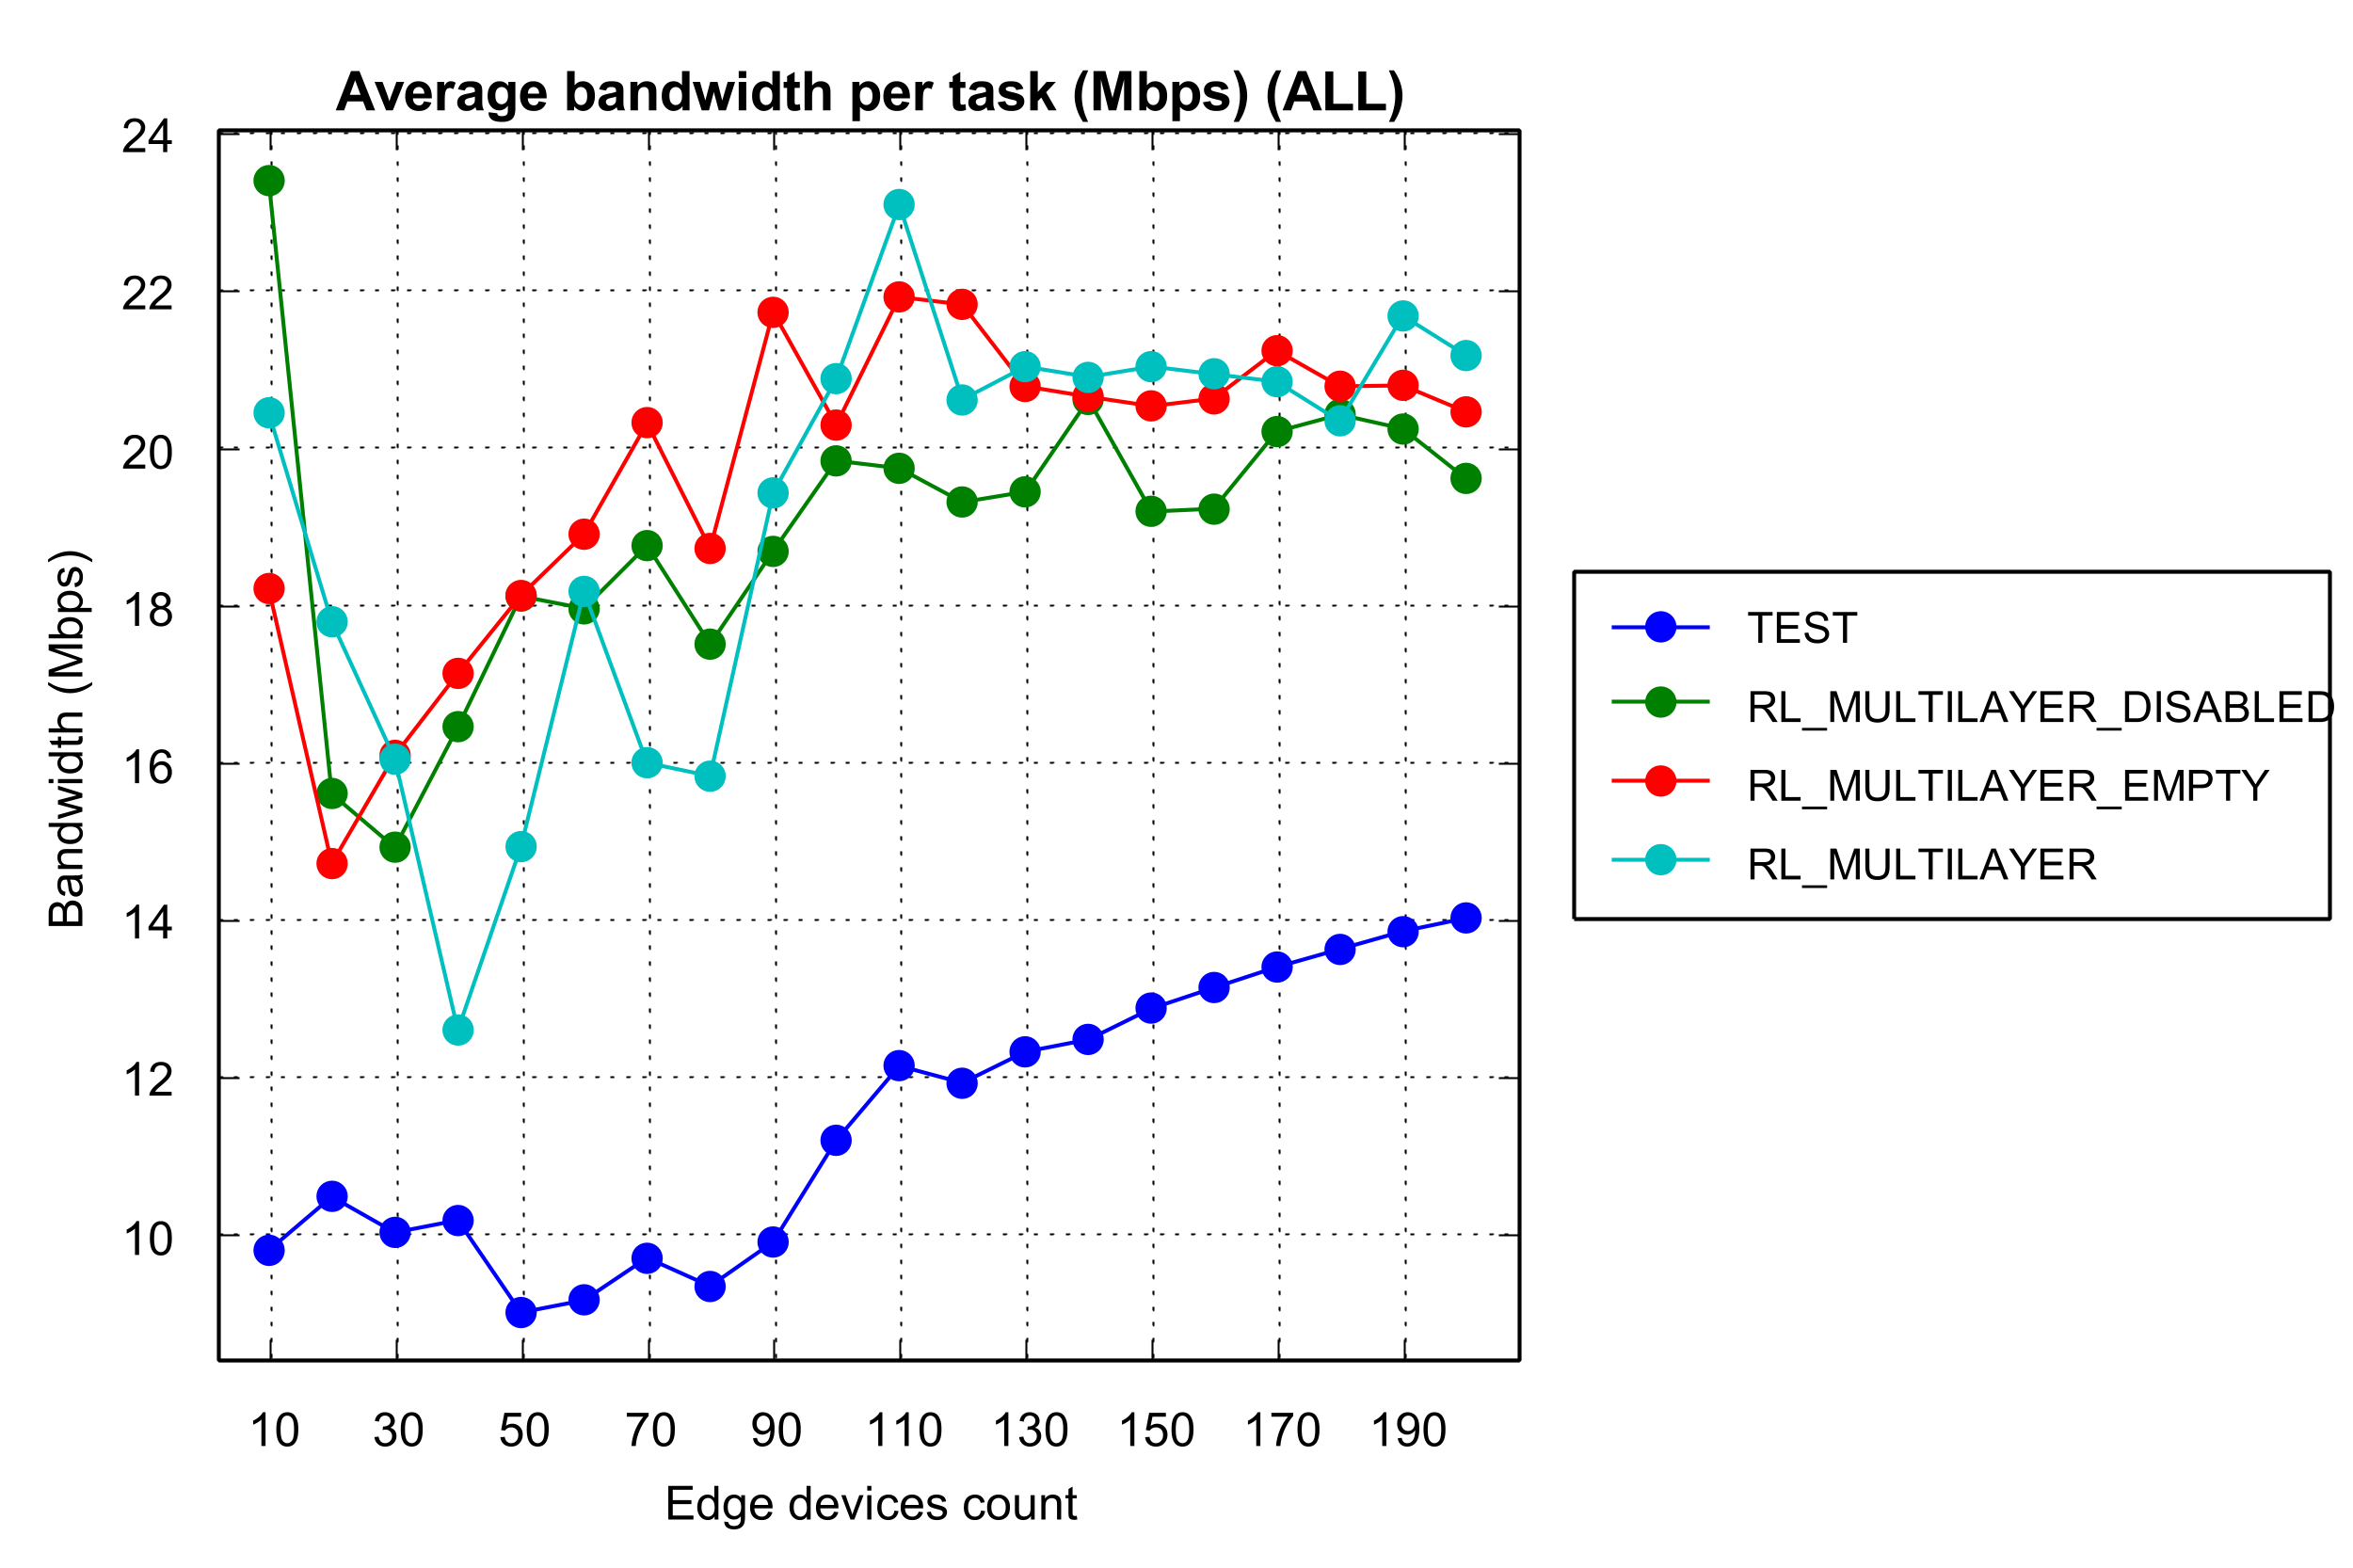 Average bandwidth per task (Mbps) (ALL)
24
22
20
18
16
14
12
10
Bandwidth (Mbps)
10 30 50 70 90 110 130 150 170 190
Edge devices count
TEST
RL_MULTILAYER_DISABLED
RL_MULTILAYER_EMPTY
RL_MULTILAYER